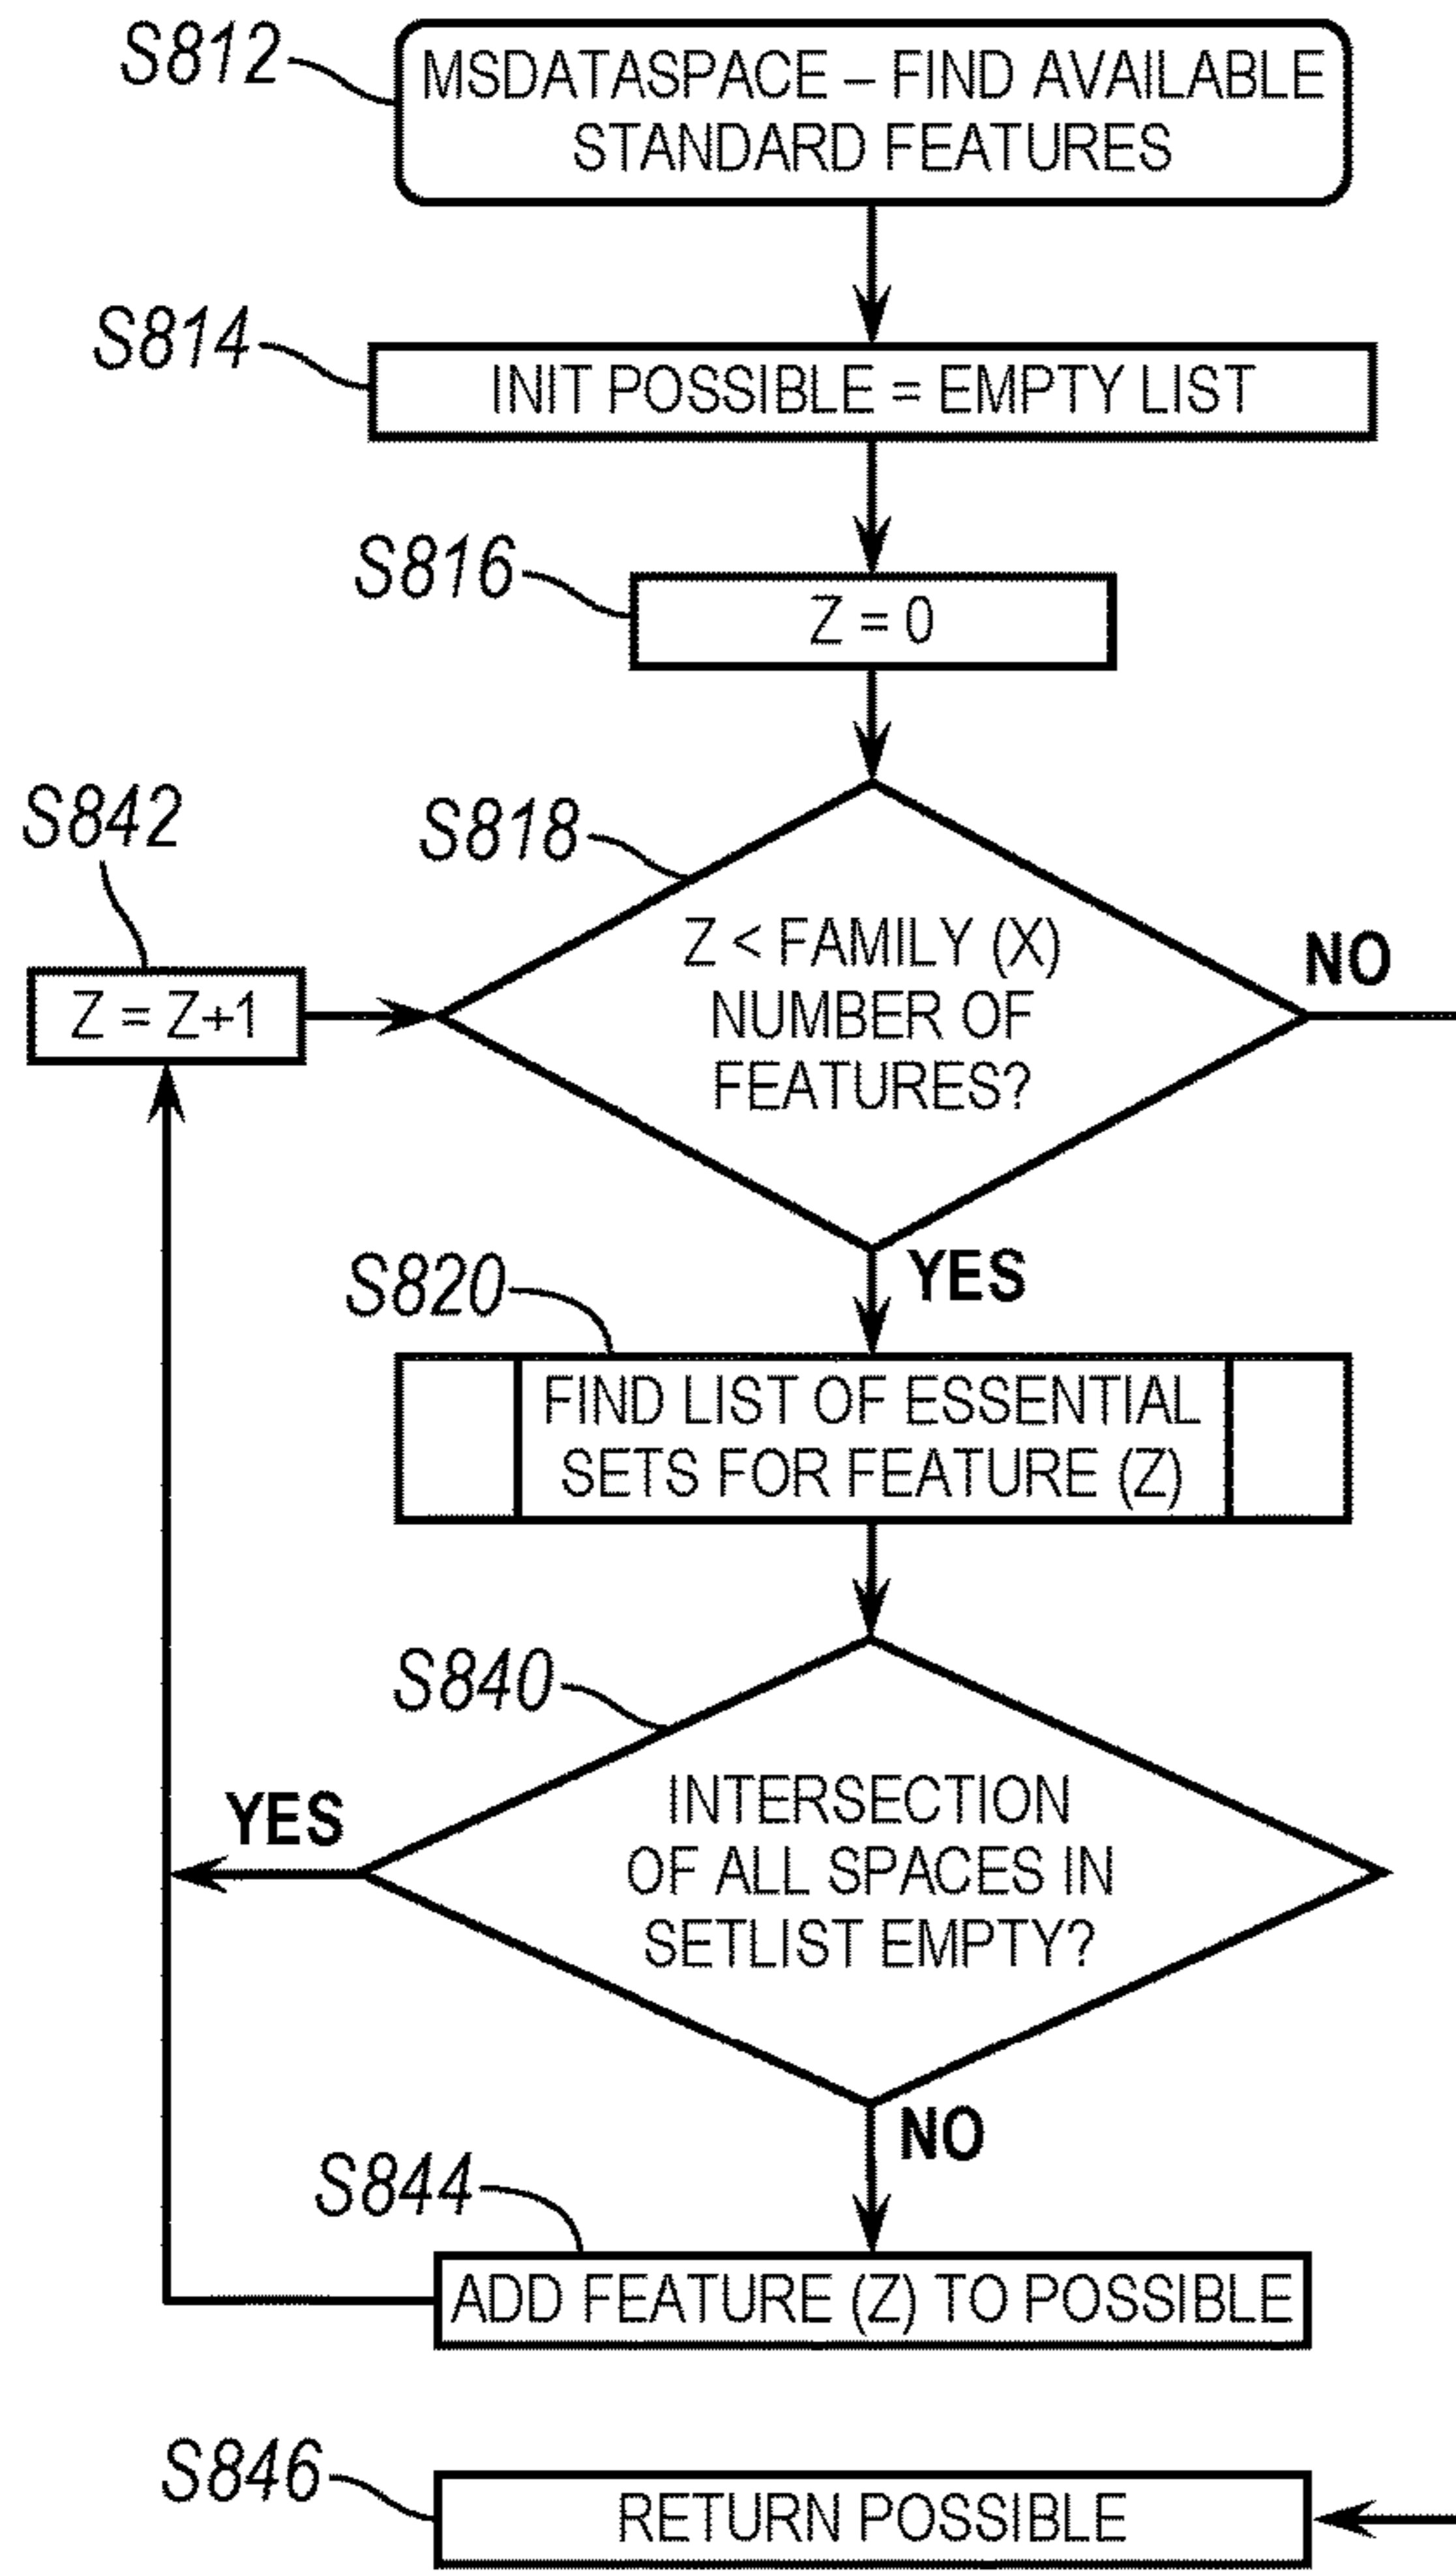 S812
MSDATASPACE – FIND AVAILABLE
STANDARD FEATURES
S814
INIT POSSIBLE = EMPTY LIST
S816
Z = 0
S842
Z = Z+1
S818
Z < FAMILY (X)
NUMBER OF
FEATURES?
NO
YES
S820
FIND LIST OF ESSENTIAL
SETS FOR FEATURE (Z)
S840
INTERSECTION
OF ALL SPACES IN
SETLIST EMPTY?
YES
NO
S844
ADD FEATURE (Z) TO POSSIBLE
S846
RETURN POSSIBLE